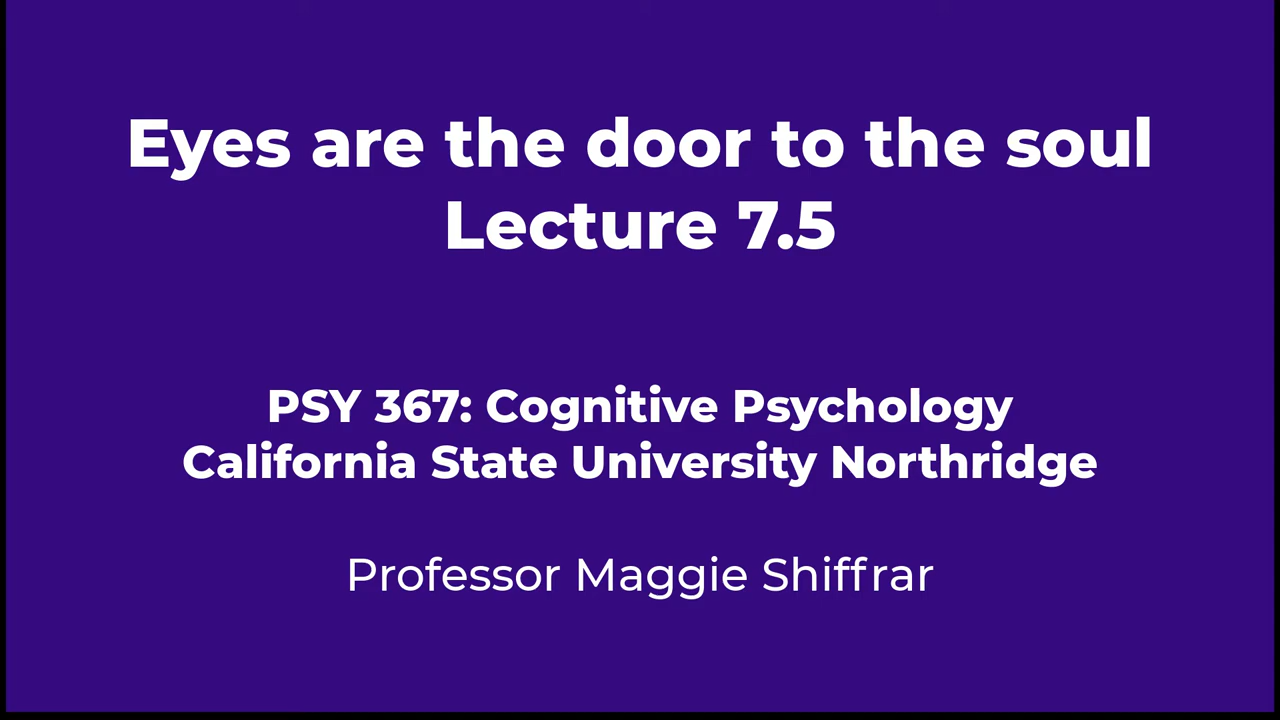 Eyes are the door to the soul
Lecture 7.5
PSY 367: Cognitive Psychology
California State University Northridge
Professor Maggie Shiffrar